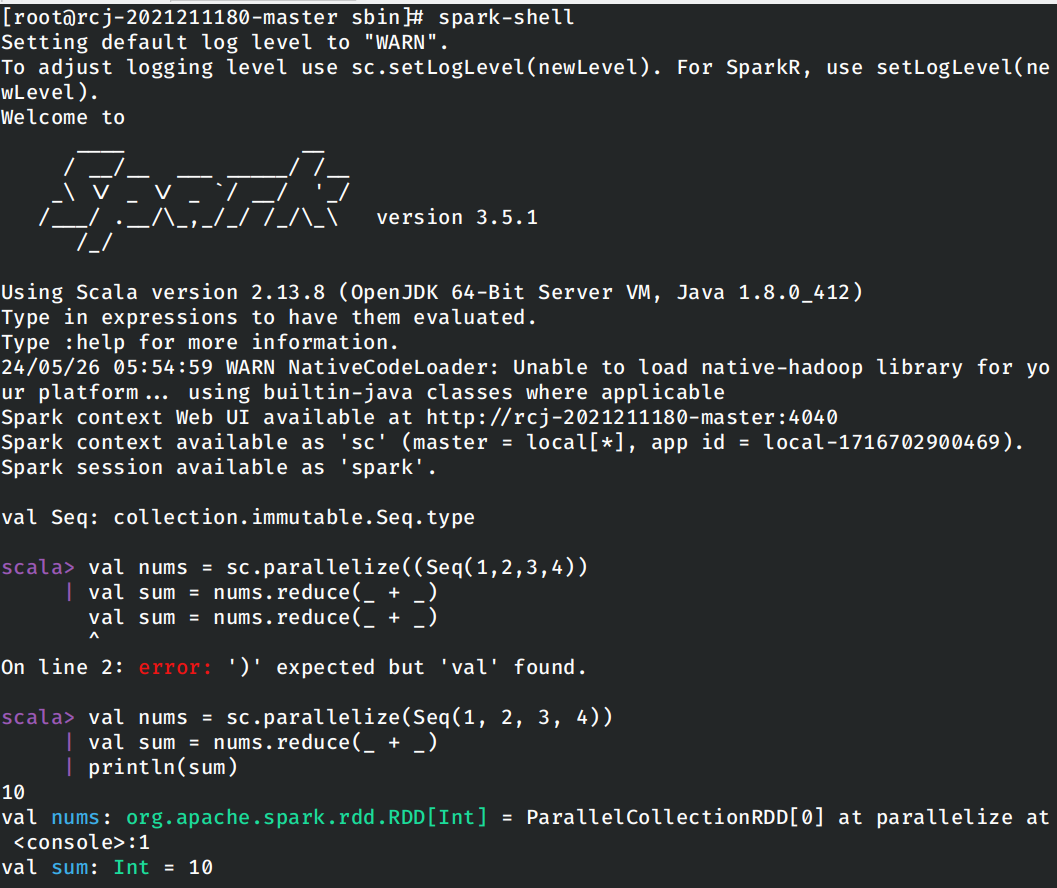 [root@rcj-2021211180-master sbin]# spark-shell
Setting default log level to "WARN".
To adjust logging level use sc.setLogLevel(newLevel). For SparkR, use setLogLevel(ne
wLevel).
Welcome to
      ____              __
     / __/__  ___ _____/ /__
    _\ \/ _ \/ _ `/ __/  '_/
   /___/ .__/\_,_/_/ /_/\_\   version 3.5.1
      /_/
Using Scala version 2.13.8 (OpenJDK 64-Bit Server VM, Java 1.8.0_412)
Type in expressions to have them evaluated.
Type :help for more information.
24/05/26 05:54:59 WARN NativeCodeLoader: Unable to load native-hadoop library for yo
ur platform... using builtin-java classes where applicable
Spark context Web UI available at http://rcj-2021211180-master:4040
Spark context available as 'sc' (master = local[*], app id = local-1716702900469).
Spark session available as 'spark'.
val Seq: collection.immutable.Seq.type
scala> val nums = sc.parallelize((Seq(1,2,3,4))
     | val sum = nums.reduce(_ + _)
       val sum = nums.reduce(_ + _)
       ^
On line 2: error: ')' expected but 'val' found.
scala> val nums = sc.parallelize(Seq(1, 2, 3, 4))
     | val sum = nums.reduce(_ + _)
     | println(sum)
10
val nums: org.apache.spark.rdd.RDD[Int] = ParallelCollectionRDD[0] at parallelize at
 <console>:1
val sum: Int = 10